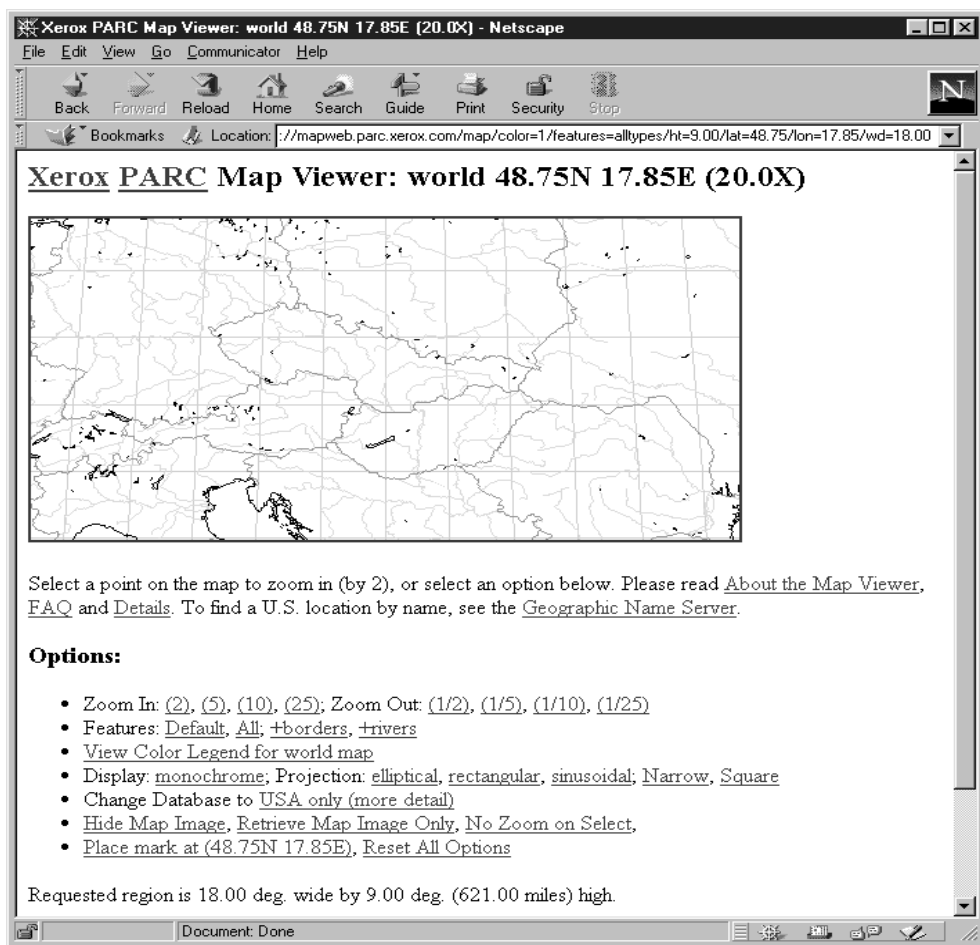 Xerox PARC Map Viewer: world 48.75N 17.85E (20.0X) - Netscape
File Edit View Go Communicator Help
Back Forward Reload Home Search Guide Print Security Stop
N
Bookmarks Location: ://mapweb.parc.xerox.com/map/color=1/features=alltypes/ht=9.00/lat=48.75/lon=17.85/wd=18.00
Xerox PARC Map Viewer: world 48.75N 17.85E (20.0X)
Select a point on the map to zoom in (by 2), or select an option below. Please read About the Map Viewer,
FAQ and Details. To find a U.S. location by name, see the Geographic Name Server.
Options:
• Zoom In: (2), (5), (10), (25); Zoom Out: (1/2), (1/5), (1/10), (1/25)
• Features: Default, All; +borders, +rivers
• View Color Legend for world map
• Display: monochrome; Projection: elliptical, rectangular, sinusoidal; Narrow, Square
• Change Database to USA only (more detail)
• Hide Map Image, Retrieve Map Image Only, No Zoom on Select,
• Place mark at (48.75N 17.85E), Reset All Options
Requested region is 18.00 deg. wide by 9.00 deg. (621.00 miles) high.
Document: Done